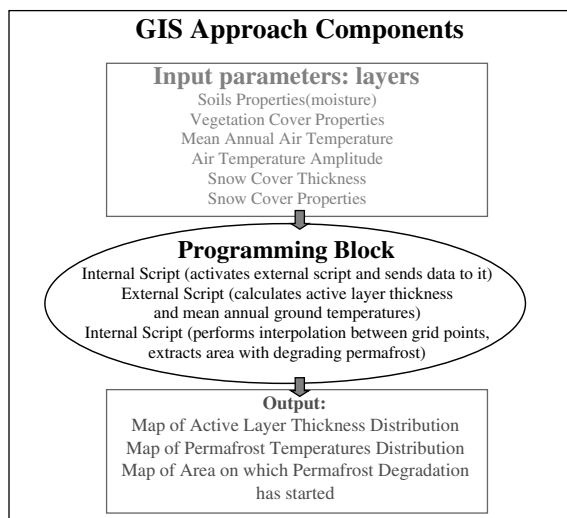 GIS Approach Components
Input parameters: layers
Soils Properties(moisture)
Vegetation Cover Properties
Mean Annual Air Temperature
Air Temperature Amplitude
Snow Cover Thickness
Snow Cover Properties
Programming Block
Internal Script (activates external script and sends data to it)
External Script (calculates active layer thickness
and mean annual ground temperatures)
Internal Script (performs interpolation between grid points,
extracts area with degrading permafrost)
Output:
Map of Active Layer Thickness Distribution
Map of Permafrost Temperatures Distribution
Map of Area on which Permafrost Degradation
has started